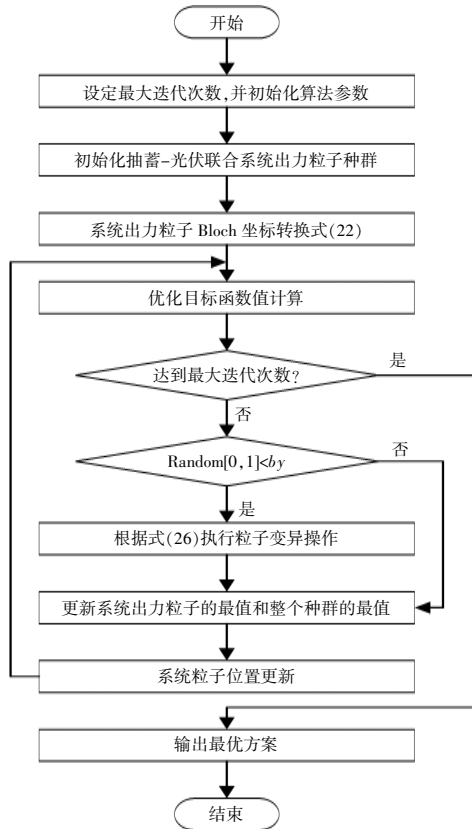 开始
设定最大迭代次数,并初始化算法参数
初始化抽蓄-光伏联合系统出力粒子种群
系统出力粒子 Bloch 坐标转换式(22)
优化目标函数值计算
达到最大迭代次数?
是
否
Random[0,1]<by
否
是
根据式(26)执行粒子变异操作
更新系统出力粒子的最值和整个种群的最值
系统粒子位置更新
输出最优方案
结束